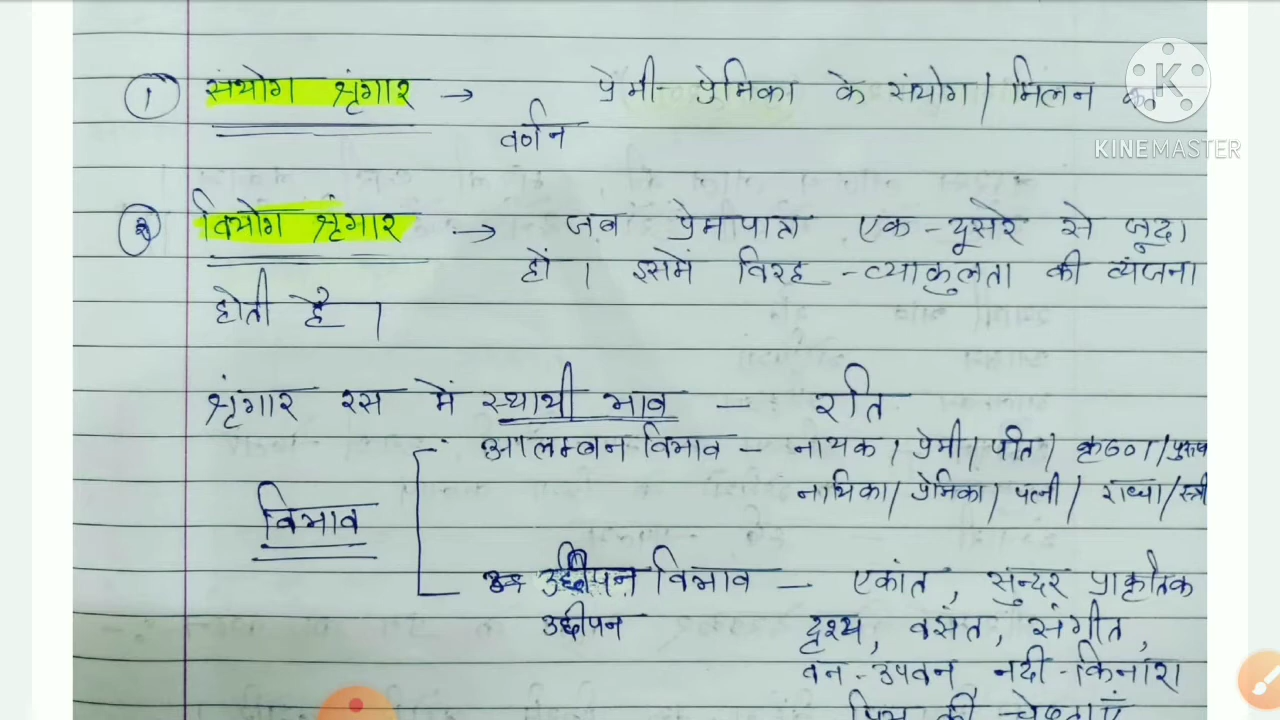 ① संयोग श्रृंगार → प्रेमी-प्रेमिका के संयोग/मिलन का
वर्णन
K
KINEMASTER
② वियोग श्रृंगार → जब प्रेमपात्र एक-दूसरे से जुदा
हों । इसमें विरह-व्याकुलता की व्यंजना
होती है ।
श्रृंगार रस में स्थायी भाव - रति
आलम्बन विभाव - नायक/प्रेमी/पति/कृष्ण/पुरुष
नायिका/प्रेमिका/पत्नी/राधा/स्त्री
विभाव
उद्दीपन विभाव - एकांत, सुन्दर प्राकृतिक
उद्दीपन दृश्य, वसंत, संगीत,
वन-उपवन नदी-किनारा
प्रिय की चेष्टाएं